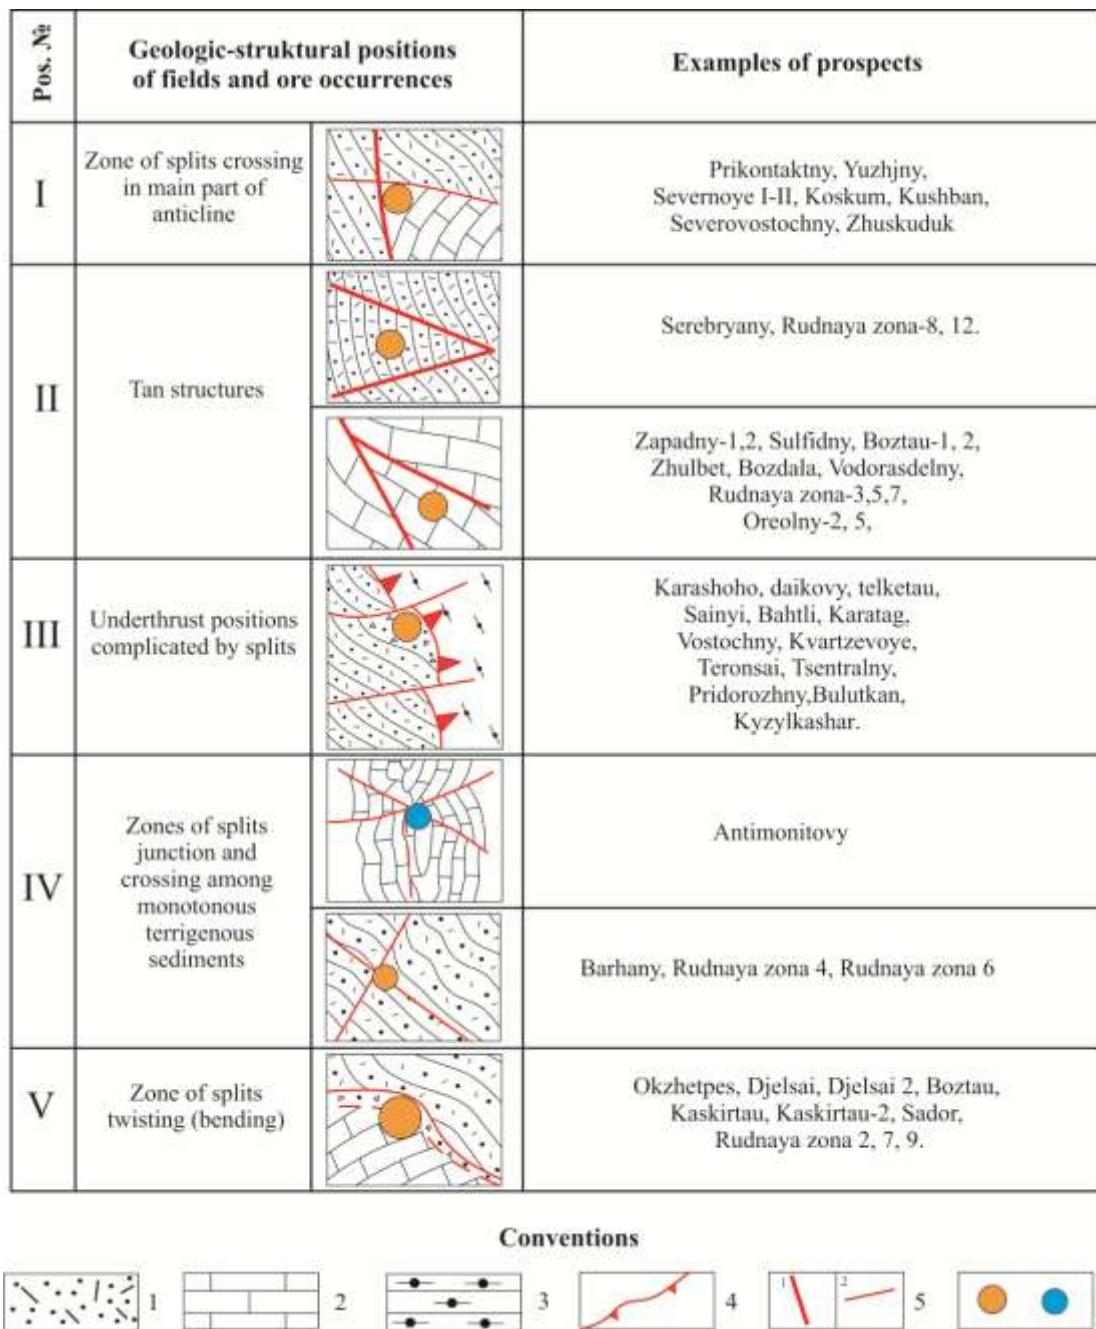 Pos. №
Geologic-struktural positions
of fields and ore occurrences
Examples of prospects
I
Zone of splits crossing
in main part of
anticline
Prikontaktny, Yuzhjny,
Severnoye I-II, Koskum, Kushban,
Severovostochny, Zhuskuduk
II
Tan structures
Serebryany, Rudnaya zona-8, 12.
Zapadny-1,2, Sulfidny, Boztau-1, 2,
Zhulbet, Bozdala, Vodorasdelny,
Rudnaya zona-3,5,7,
Oreolny-2, 5,
III
Underthrust positions
complicated by splits
Karashoho, daikovy, telketau,
Sainyi, Bahtli, Karatag,
Vostochny, Kvartzevoye,
Teronsai, Tsentralny,
Pridorozhny,Bulutkan,
Kyzylkashar.
IV
Zones of splits
junction and
crossing among
monotonous
terrigenous
sediments
Antimonitovy
Barhany, Rudnaya zona 4, Rudnaya zona 6
V
Zone of splits
twisting (bending)
Okzhetpes, Djelsai, Djelsai 2, Boztau,
Kaskirtau, Kaskirtau-2, Sador,
Rudnaya zona 2, 7, 9.
Conventions
1
2
3
4
1
2
5